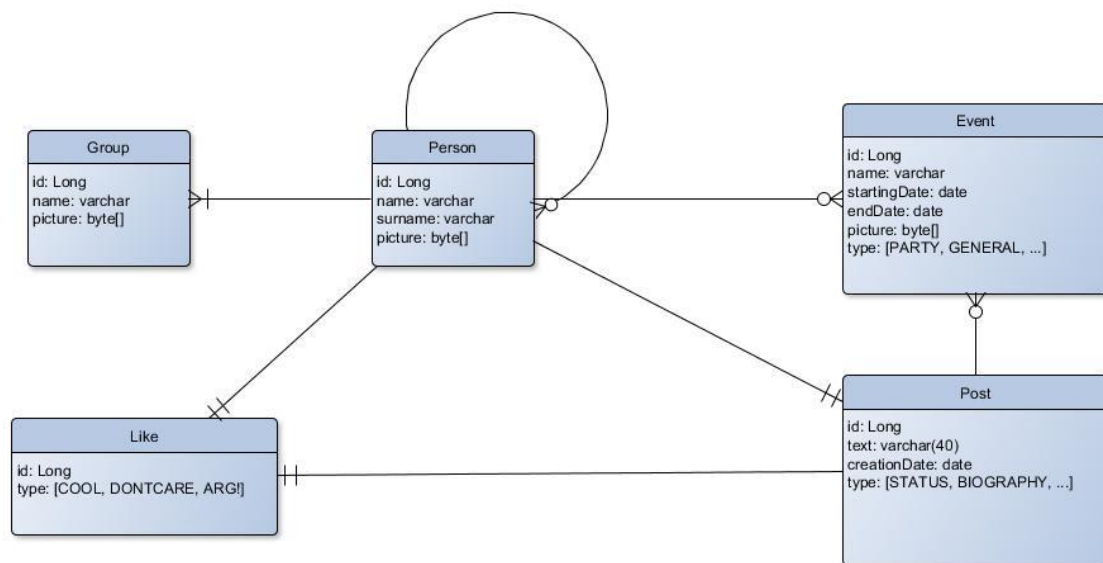 Group
id: Long
name: varchar
picture: byte[]
Person
id: Long
name: varchar
surname: varchar
picture: byte[]
Event
id: Long
name: varchar
startingDate: date
endDate: date
picture: byte[]
type: [PARTY, GENERAL, ...]
Like
id: Long
type: [COOL, DONTCARE, ARG!]
Post
id: Long
text: varchar(40)
creationDate: date
type: [STATUS, BIOGRAPHY, ...]